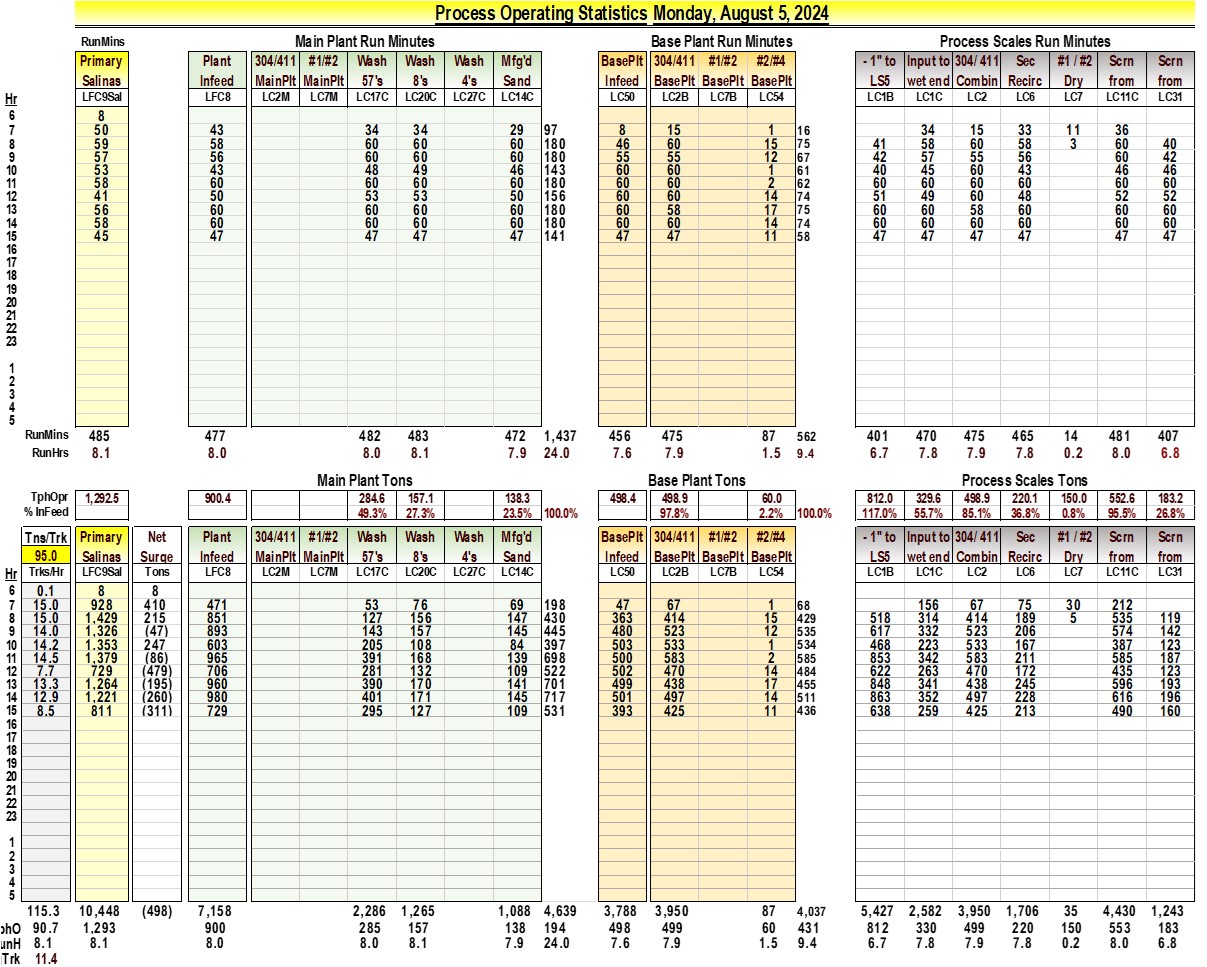 Process Operating Statistics Monday, August 5, 2024
RunMins Main Plant Run Minutes Base Plant Run Minutes Process Scales Run Minutes
Primary Plant 304/411 #1/#2 Wash Wash Wash Mfg'd BasePlt 304/411 #1/#2 #2/#4 - 1" to Input to 304/ 411 Sec #1 / #2 Scrn Scrn
Salinas Infeed MainPlt MainPlt 57's 8's 4's Sand Infeed BasePlt BasePlt BasePlt LS5 wet end Combin Recirc Dry from from
Hr LFC9Sal LFC8 LC2M LC7M LC17C LC20C LC27C LC14C LC50 LC2B LC7B LC54 LC1B LC1C LC2 LC6 LC7 LC11C LC31
6 8
7 50 43 34 34 29 97 8 15 1 16 34 15 33 11 36
8 59 58 60 60 60 180 46 60 15 75 41 58 60 58 3 60 40
9 57 56 60 60 60 180 55 55 12 67 42 57 55 56 60 42
10 53 43 48 49 46 143 60 60 1 61 40 45 60 43 46 46
11 58 60 60 60 60 180 60 60 2 62 60 60 60 60 60 60
12 41 50 53 53 50 156 60 60 14 74 51 49 60 48 52 52
13 56 60 60 60 60 180 60 58 17 75 60 60 58 60 60 60
14 58 60 60 60 60 180 60 60 14 74 60 60 60 60 60 60
15 45 47 47 47 47 141 47 47 11 58 47 47 47 47 47 47
16
17
18
19
20
21
22
23
1
2
3
4
5
RunMins 485 477 482 483 472 1,437 456 475 87 562 401 470 475 465 14 481 407
RunHrs 8.1 8.0 8.0 8.1 7.9 24.0 7.6 7.9 1.5 9.4 6.7 7.8 7.9 7.8 0.2 8.0 6.8
Main Plant Tons Base Plant Tons Process Scales Tons
TphOpr 1,292.5 900.4 284.6 157.1 138.3 498.4 498.9 60.0 812.0 329.6 498.9 220.1 150.0 552.6 183.2
% InFeed 49.3% 27.3% 23.5% 100.0% 97.8% 2.2% 100.0% 117.0% 55.7% 85.1% 36.8% 0.8% 95.5% 26.8%
Tns/Trk Primary Net Plant 304/411 #1/#2 Wash Wash Wash Mfg'd BasePlt 304/411 #1/#2 #2/#4 - 1" to Input to 304/ 411 Sec #1 / #2 Scrn Scrn
95.0 Salinas Surge Infeed MainPlt MainPlt 57's 8's 4's Sand Infeed BasePlt BasePlt BasePlt LS5 wet end Combin Recirc Dry from from
Hr Trks/Hr LFC9Sal Tons LFC8 LC2M LC7M LC17C LC20C LC27C LC14C LC50 LC2B LC7B LC54 LC1B LC1C LC2 LC6 LC7 LC11C LC31
6 0.1 8 8
7 15.0 928 410 471 53 76 69 198 47 67 1 68 156 67 75 30 212
8 15.0 1,429 215 851 127 156 147 430 363 414 15 429 518 314 414 189 5 535 119
9 14.0 1,326 (47) 893 143 157 145 445 480 523 12 535 617 332 523 206 574 142
10 14.2 1,353 247 603 205 108 84 397 503 533 1 534 468 223 533 167 387 123
11 14.5 1,379 (86) 965 391 168 139 698 500 583 2 585 853 342 583 211 585 187
12 7.7 729 (479) 706 281 132 109 522 502 470 14 484 622 263 470 172 435 123
13 13.3 1,264 (195) 960 390 170 141 701 499 438 17 455 848 341 438 245 596 193
14 12.9 1,221 (260) 980 401 171 145 717 501 497 14 511 863 352 497 228 616 196
15 8.5 811 (311) 729 295 127 109 531 393 425 11 436 638 259 425 213 490 160
16
17
18
19
20
21
22
23
1
2
3
4
5
115.3 10,448 (498) 7,158 2,286 1,265 1,088 4,639 3,788 3,950 87 4,037 5,427 2,582 3,950 1,706 35 4,430 1,243
phO 90.7 1,293 900 285 157 138 194 498 499 60 431 812 330 499 220 150 553 183
unH 8.1 8.1 8.0 8.0 8.1 7.9 24.0 7.6 7.9 1.5 9.4 6.7 7.8 7.9 7.8 0.2 8.0 6.8
Trk 11.4